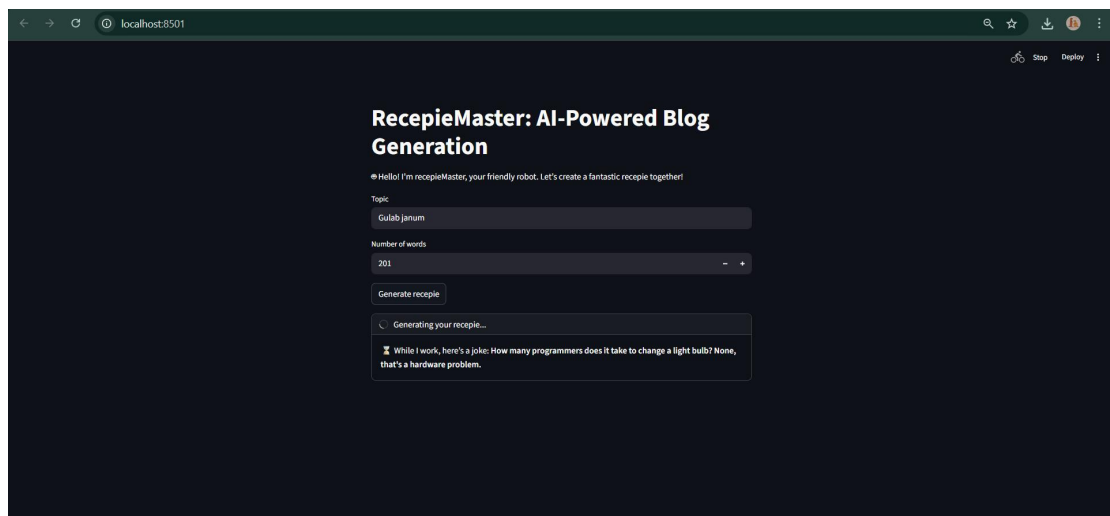 localhost:8501
Stop Deploy
RecepieMaster: AI-Powered Blog
Generation
Hello! I'm recepieMaster, your friendly robot. Let's create a fantastic recepie together!
Topic
Gulab janum
Number of words
201
Generate recepie
Generating your recepie...
While I work, here's a joke: How many programmers does it take to change a light bulb? None,
that's a hardware problem.